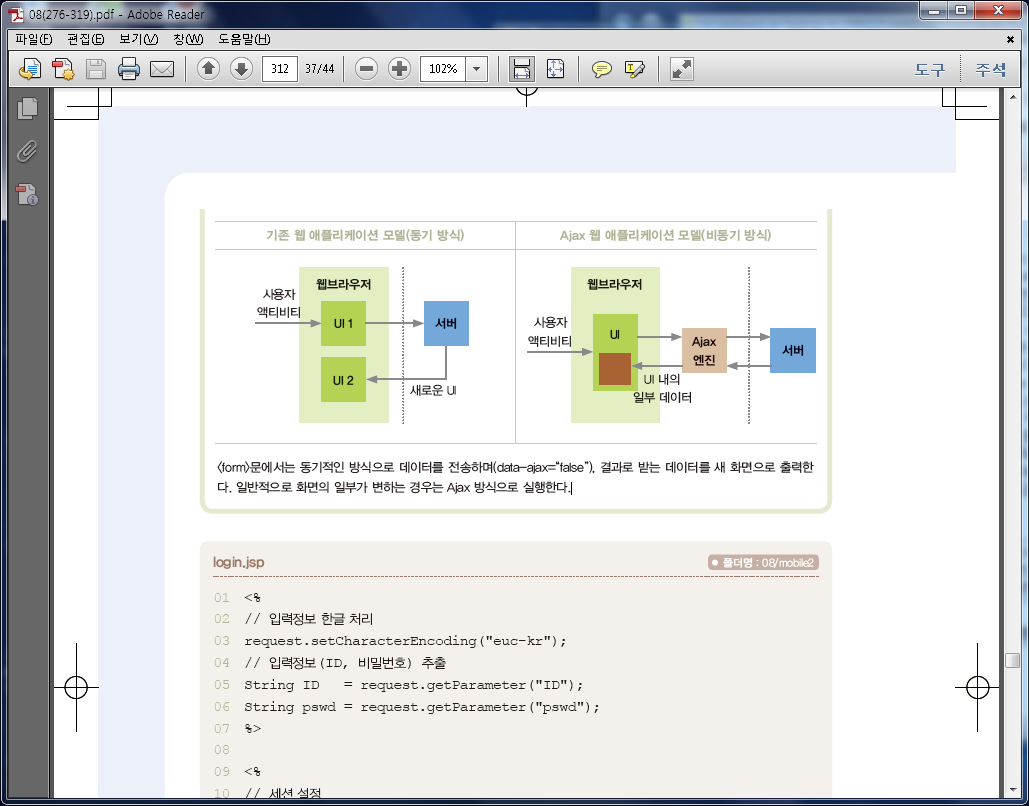 08(276-319).pdf - Adobe Reader
파일(F) 편집(E) 보기(V) 창(W) 도움말(H)
312 37/44 102% 도구 주석
기존 웹 애플리케이션 모델(동기 방식)
Ajax 웹 애플리케이션 모델(비동기 방식)
웹브라우저
사용자
액티비티
UI 1
서버
UI 2
새로운 UI
웹브라우저
사용자
액티비티
UI
Ajax
엔진
서버
UI 내의
일부 데이터
<form>문에서는 동기적인 방식으로 데이터를 전송하며(data-ajax="false"), 결과로 받는 데이터를 새 화면으로 출력한
다. 일반적으로 화면의 일부가 변하는 경우는 Ajax 방식으로 실행한다.
login.jsp
● 폴더명 : 08/mobile2
01 <%
02 // 입력정보 한글 처리
03 request.setCharacterEncoding("euc-kr");
04 // 입력정보(ID, 비밀번호) 추출
05 String ID = request.getParameter("ID");
06 String pswd = request.getParameter("pswd");
07 %>
08
09 <%
10 // 세션 설정